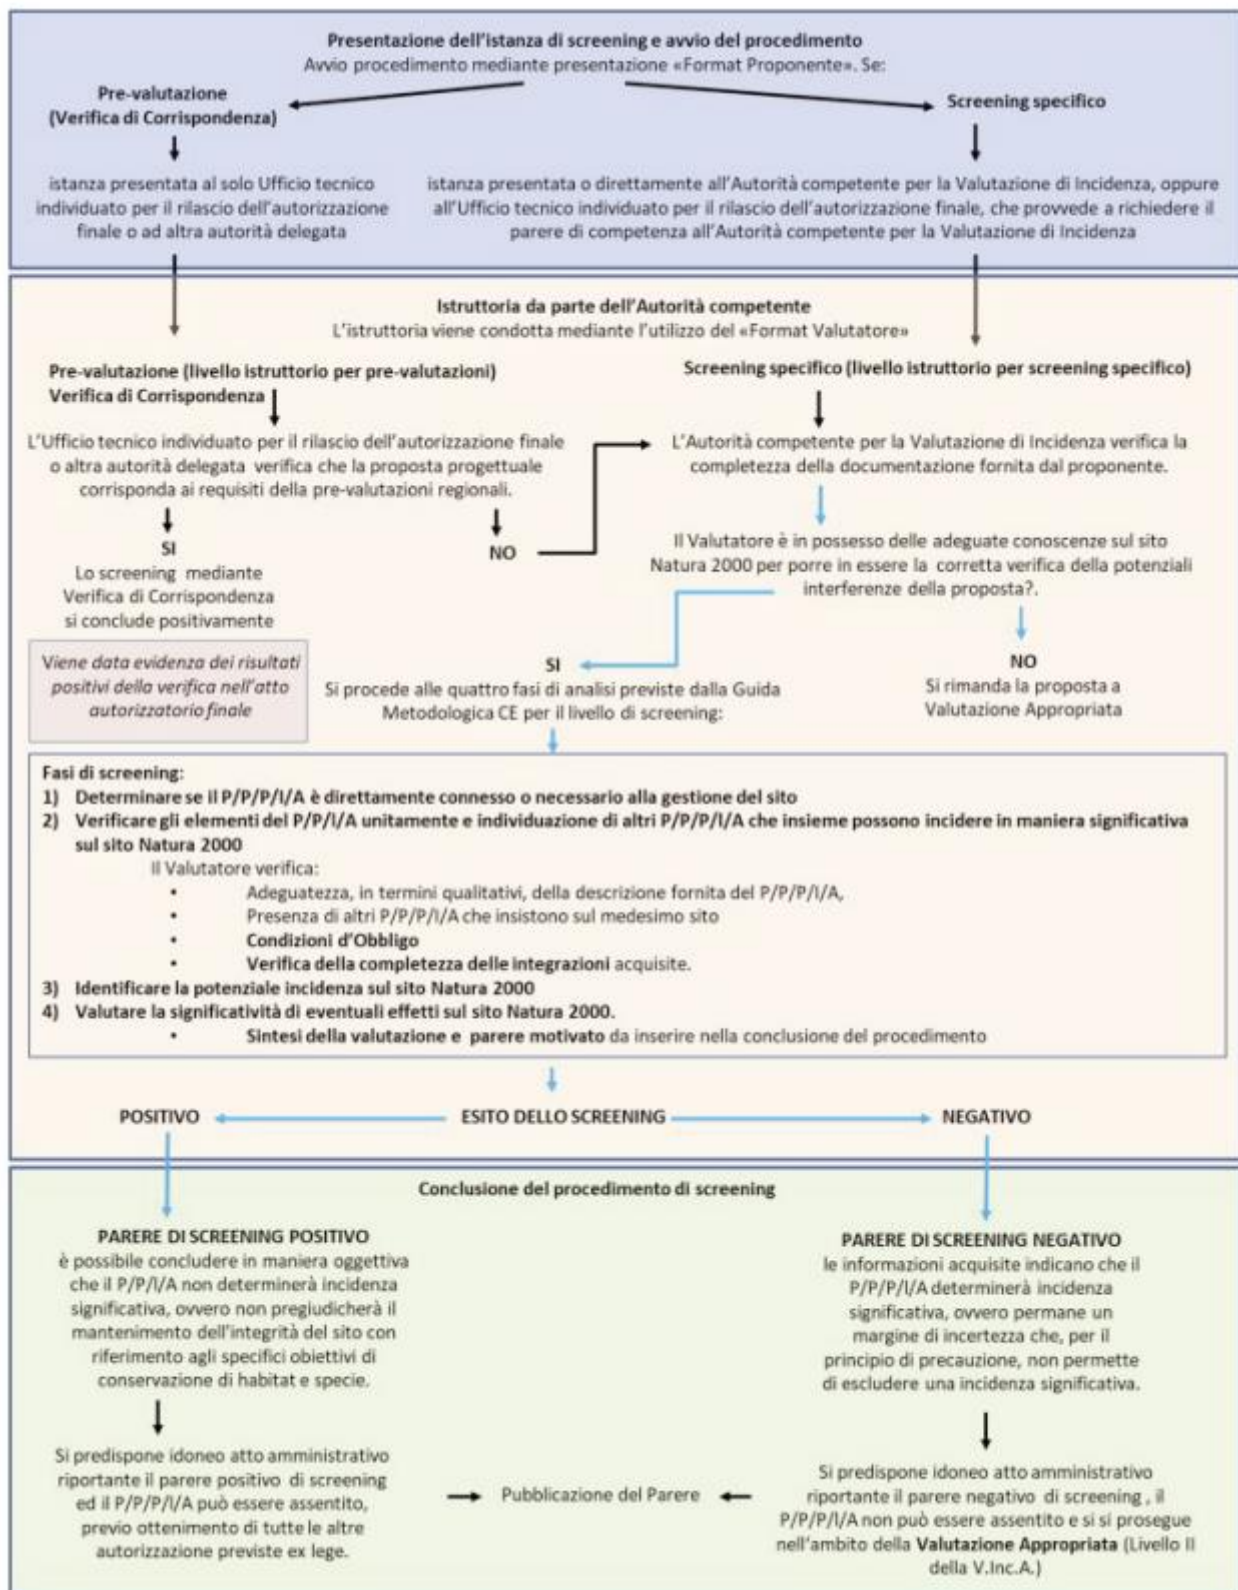 Presentazione dell'istanza di screening e avvio del procedimento
Avvio procedimento mediante presentazione «Format Proponente». Se:
Pre-valutazione
(Verifica di Corrispondenza)
Screening specifico
istanza presentata al solo Ufficio tecnico
individuato per il rilascio dell'autorizzazione
finale o ad altra autorità delegata
istanza presentata o direttamente all'Autorità competente per la Valutazione di Incidenza, oppure
all'Ufficio tecnico individuato per il rilascio dell'autorizzazione finale, che provvede a richiedere il
parere di competenza all'Autorità competente per la Valutazione di Incidenza
Istruttoria da parte dell'Autorità competente
L'istruttoria viene condotta mediante l'utilizzo del «Format Valutatore»
Pre-valutazione (livello istruttorio per pre-valutazioni)
Verifica di Corrispondenza
L'Ufficio tecnico individuato per il rilascio dell'autorizzazione finale
o altra autorità delegata verifica che la proposta progettuale
corrisponda ai requisiti della pre-valutazioni regionali.
SI
Lo screening mediante
Verifica di Corrispondenza
si conclude positivamente
NO
Viene data evidenza dei risultati
positivi della verifica nell'atto
autorizzatorio finale
Screening specifico (livello istruttorio per screening specifico)
L'Autorità competente per la Valutazione di Incidenza verifica la
completezza della documentazione fornita dal proponente.
Il Valutatore è in possesso delle adeguate conoscenze sul sito
Natura 2000 per porre in essere la corretta verifica della potenziali
interferenze della proposta?.
SI
Si procede alle quattro fasi di analisi previste dalla Guida
Metodologica CE per il livello di screening:
NO
Si rimanda la proposta a
Valutazione Appropriata
Fasi di screening:
1) Determinare se il P/P/P/I/A è direttamente connesso o necessario alla gestione del sito
2) Verificare gli elementi del P/P/I/A unitamente e individuazione di altri P/P/P/I/A che insieme possono incidere in maniera significativa
sul sito Natura 2000
Il Valutatore verifica:
• Adeguatezza, in termini qualitativi, della descrizione fornita del P/P/P/I/A,
• Presenza di altri P/P/P/I/A che insistono sul medesimo sito
• Condizioni d'Obbligo
• Verifica della completezza delle integrazioni acquisite.
3) Identificare la potenziale incidenza sul sito Natura 2000
4) Valutare la significatività di eventuali effetti sul sito Natura 2000.
• Sintesi della valutazione e parere motivato da inserire nella conclusione del procedimento
POSITIVO
ESITO DELLO SCREENING
NEGATIVO
Conclusione del procedimento di screening
PARERE DI SCREENING POSITIVO
è possibile concludere in maniera oggettiva
che il P/P/I/A non determinerà incidenza
significativa, ovvero non pregiudicherà il
mantenimento dell'integrità del sito con
riferimento agli specifici obiettivi di
conservazione di habitat e specie.
Si predispone idoneo atto amministrativo
riportante il parere positivo di screening
ed il P/P/P/I/A può essere assentito,
previo ottenimento di tutte le altre
autorizzazione previste ex lege.
Pubblicazione del Parere
PARERE DI SCREENING NEGATIVO
le informazioni acquisite indicano che il
P/P/P/I/A determinerà incidenza
significativa, ovvero permane un
margine di incertezza che, per il
principio di precauzione, non permette
di escludere una incidenza significativa.
Si predispone idoneo atto amministrativo
riportante il parere negativo di screening , il
P/P/P/I/A non può essere assentito e si si prosegue
nell'ambito della Valutazione Appropriata (Livello II
della V.Inc.A.)